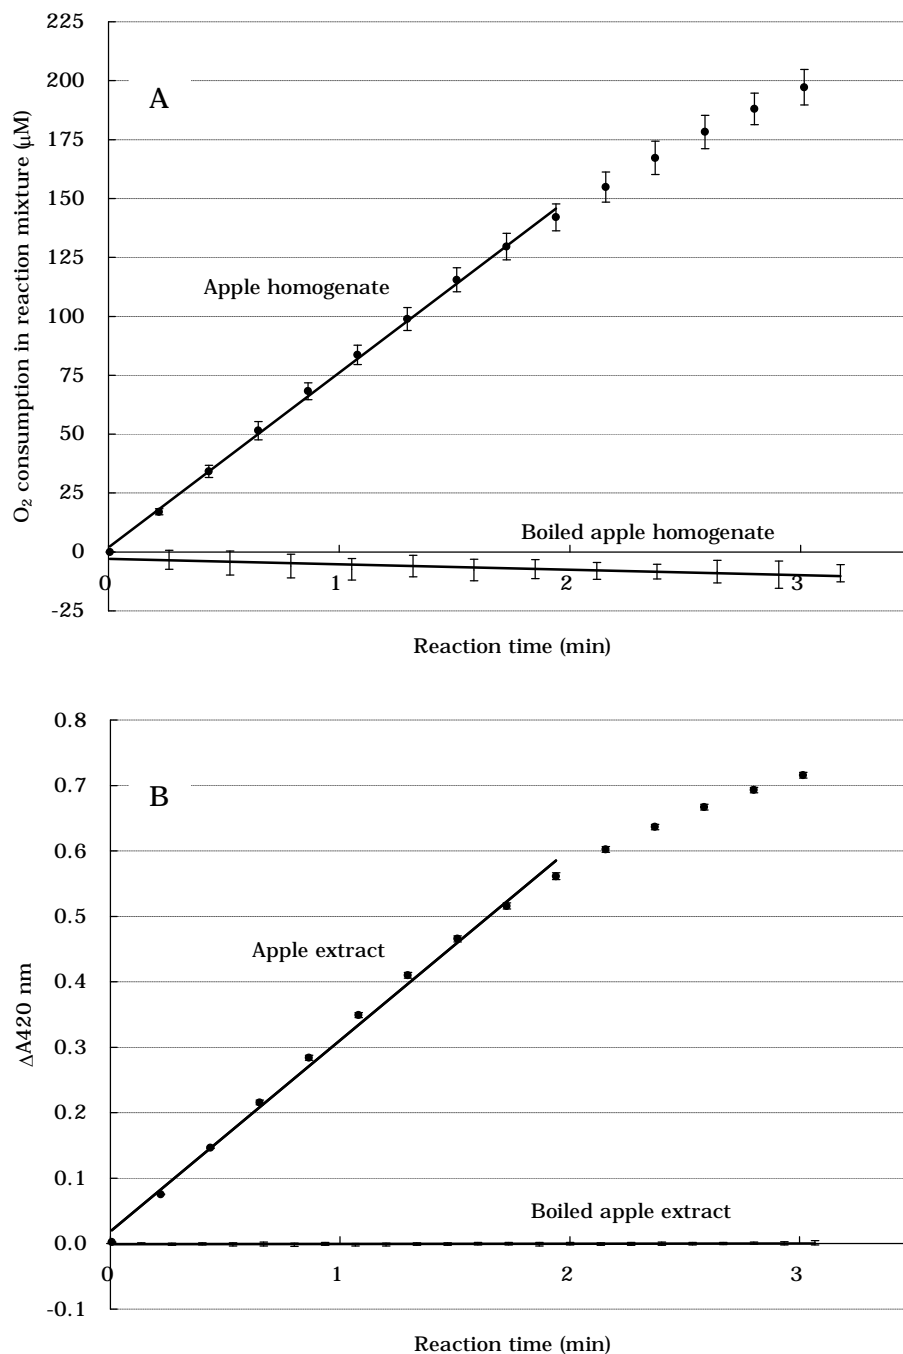 225
200
175
150
125
100
75
50
25
0
-25
O₂ consumption in reaction mixture (μM)
A
Apple homogenate
Boiled apple homogenate
0 1 2 3
Reaction time (min)
0.8
0.7
0.6
0.5
0.4
0.3
0.2
0.1
0.0
-0.1
ΔA420 nm
B
Apple extract
Boiled apple extract
0 1 2 3
Reaction time (min)